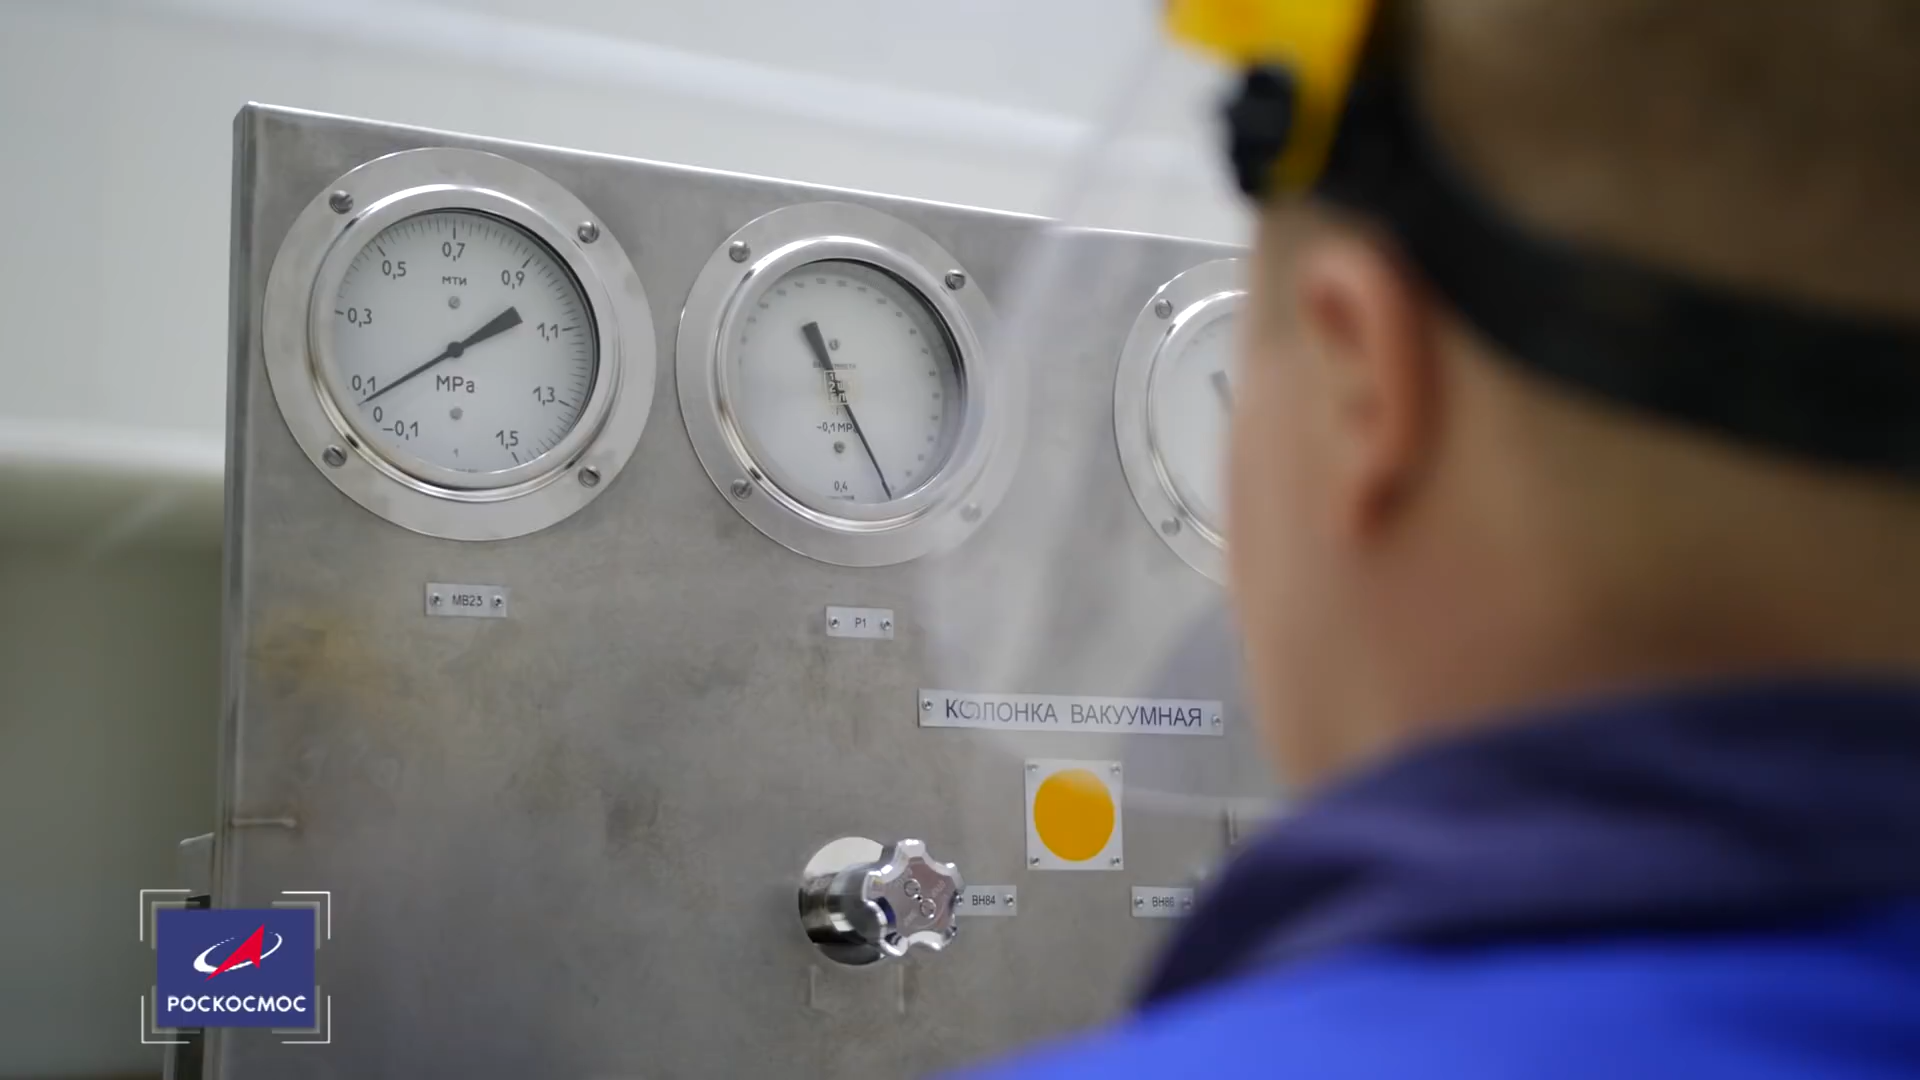 0,7
0,5
0,9
МТИ
0,3
1,1
0,1
MPa
1,3
0
–0,1
1,5
–0,1 MP
0,4
МВ23
Р1
КОЛОНКА ВАКУУМНАЯ
ВН84
ВН86
РОСКОСМОС